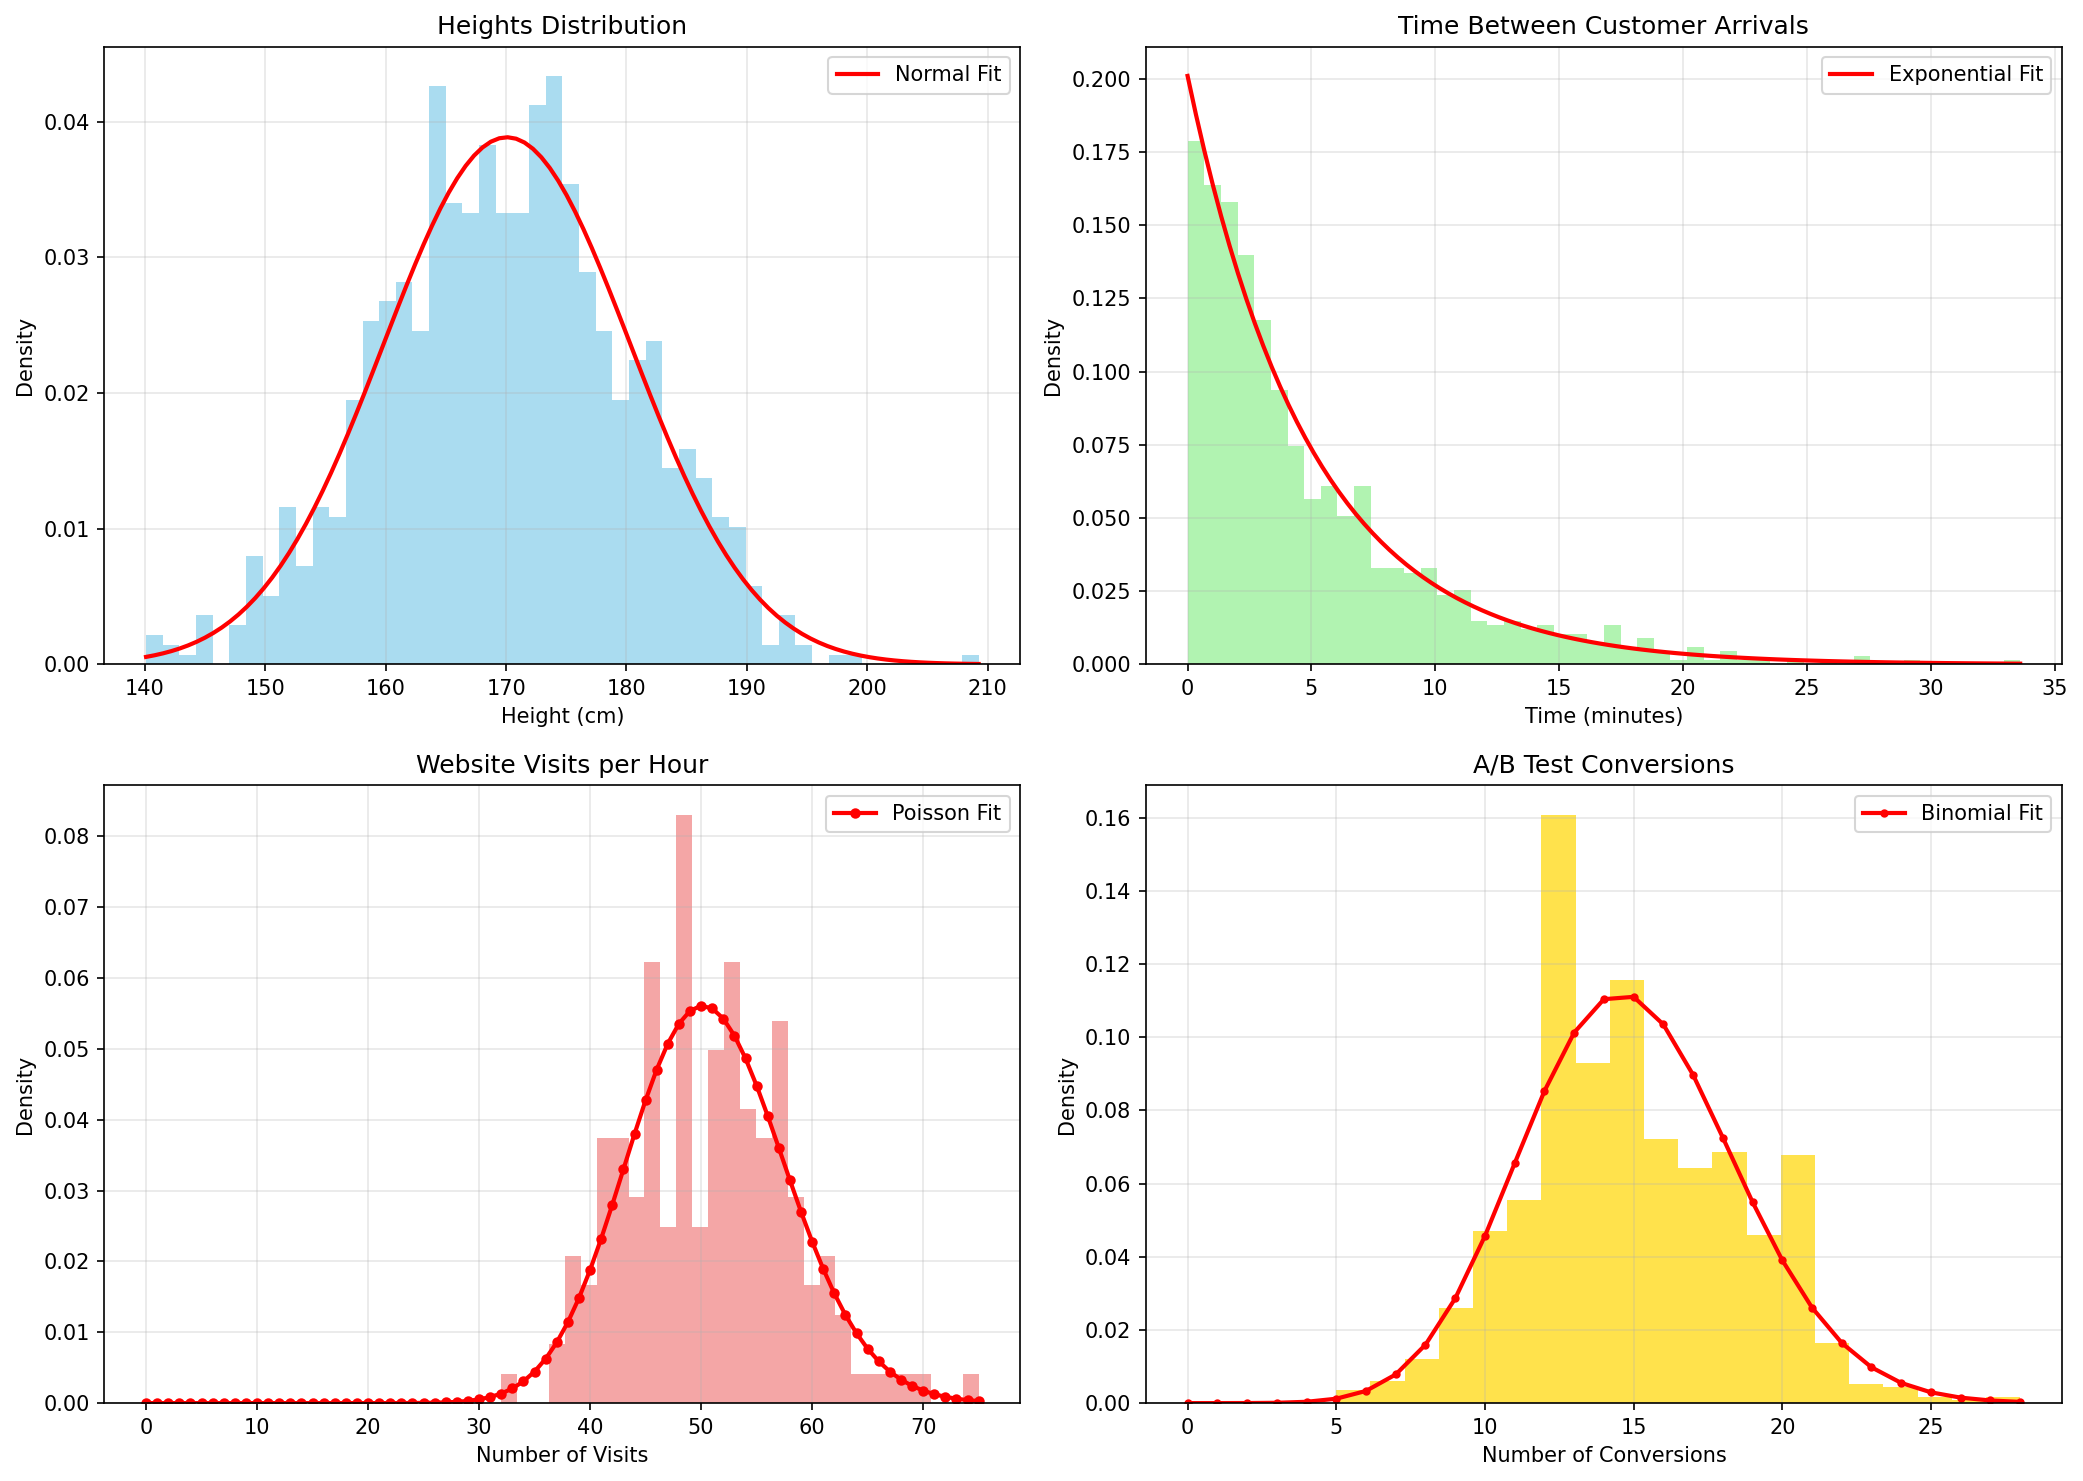 Heights Distribution
Normal Fit
0.04
0.03
0.02
0.01
0.00
Density
140 150 160 170 180 190 200 210
Height (cm)
Time Between Customer Arrivals
Exponential Fit
0.200
0.175
0.150
0.125
0.100
0.075
0.050
0.025
0.000
Density
0 5 10 15 20 25 30 35
Time (minutes)
Website Visits per Hour
Poisson Fit
0.08
0.07
0.06
0.05
0.04
0.03
0.02
0.01
0.00
Density
0 10 20 30 40 50 60 70
Number of Visits
A/B Test Conversions
Binomial Fit
0.16
0.14
0.12
0.10
0.08
0.06
0.04
0.02
0.00
Density
0 5 10 15 20 25
Number of Conversions